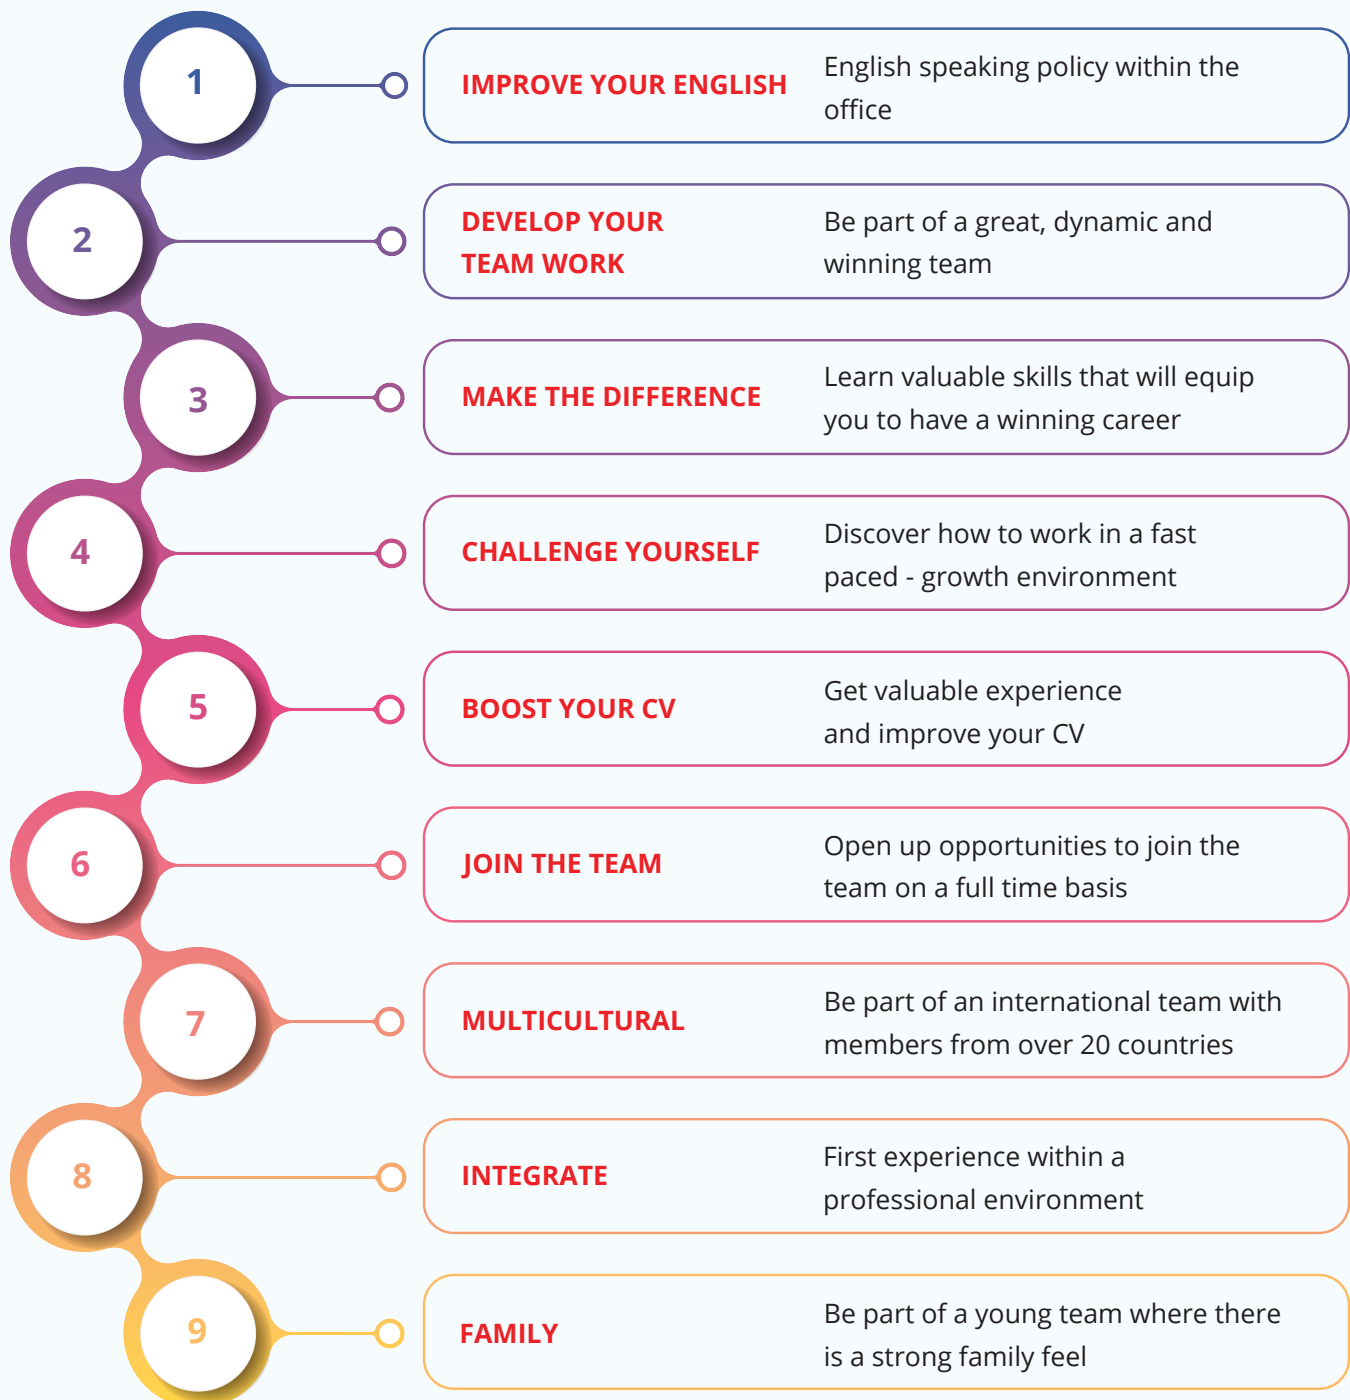 1
IMPROVE YOUR ENGLISH
English speaking policy within the
office
2
DEVELOP YOUR
TEAM WORK
Be part of a great, dynamic and
winning team
3
MAKE THE DIFFERENCE
Learn valuable skills that will equip
you to have a winning career
4
CHALLENGE YOURSELF
Discover how to work in a fast
paced - growth environment
5
BOOST YOUR CV
Get valuable experience
and improve your CV
6
JOIN THE TEAM
Open up opportunities to join the
team on a full time basis
7
MULTICULTURAL
Be part of an international team with
members from over 20 countries
8
INTEGRATE
First experience within a
professional environment
9
FAMILY
Be part of a young team where there
is a strong family feel